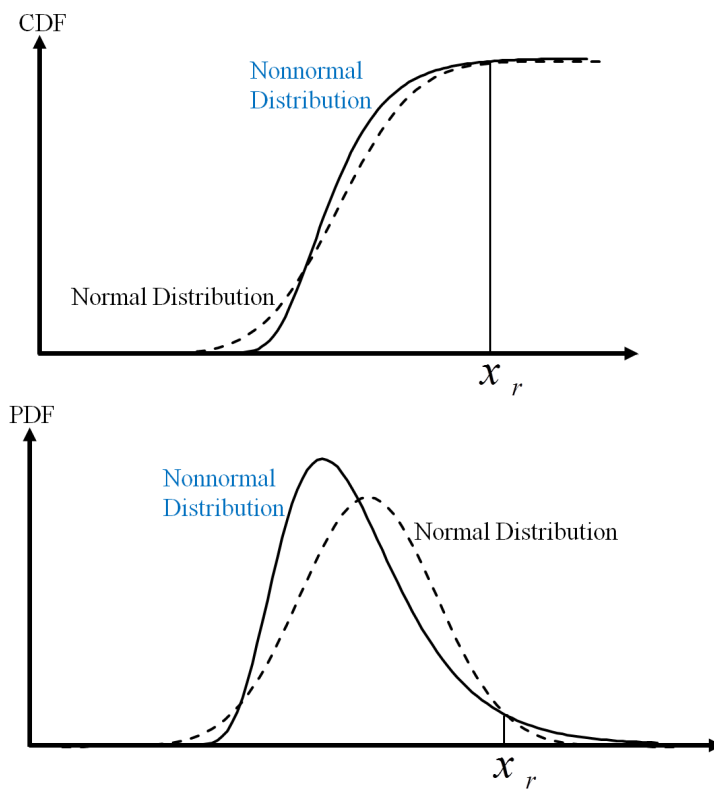 CDF
Nonnormal
Distribution
Normal Distribution
x r
PDF
Nonnormal
Distribution
Normal Distribution
x r